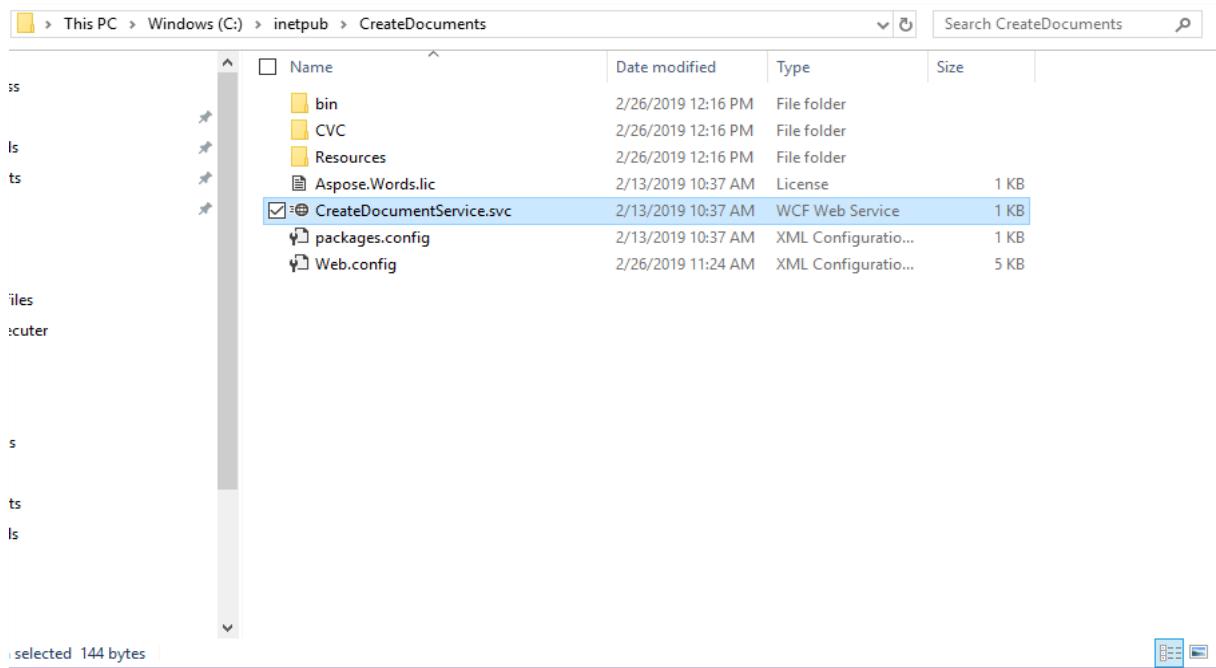 This PC > Windows (C:) > inetpub > CreateDocuments Search CreateDocuments
Name Date modified Type Size
ss
ls
ts
files
ecuter
s
ts
ls
bin 2/26/2019 12:16 PM File folder
CVC 2/26/2019 12:16 PM File folder
Resources 2/26/2019 12:16 PM File folder
Aspose.Words.lic 2/13/2019 10:37 AM License 1 KB
CreateDocumentService.svc 2/13/2019 10:37 AM WCF Web Service 1 KB
packages.config 2/13/2019 10:37 AM XML Configuratio... 1 KB
Web.config 2/26/2019 11:24 AM XML Configuratio... 5 KB
selected 144 bytes